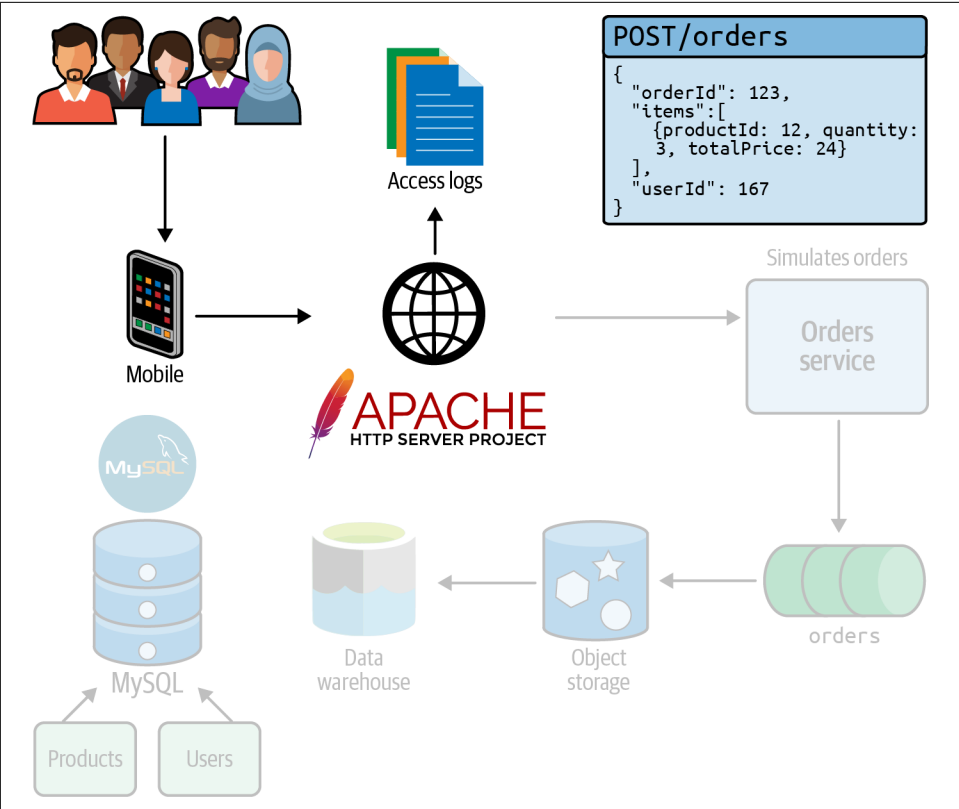 POST/orders
{
"orderId": 123,
"items":[
{productId: 12, quantity:
3, totalPrice: 24}
],
"userId": 167
}
Access logs
Simulates orders
Orders
service
Mobile
APACHE
HTTP SERVER PROJECT
MySQL
MySQL
Data
warehouse
Object
storage
orders
Products
Users